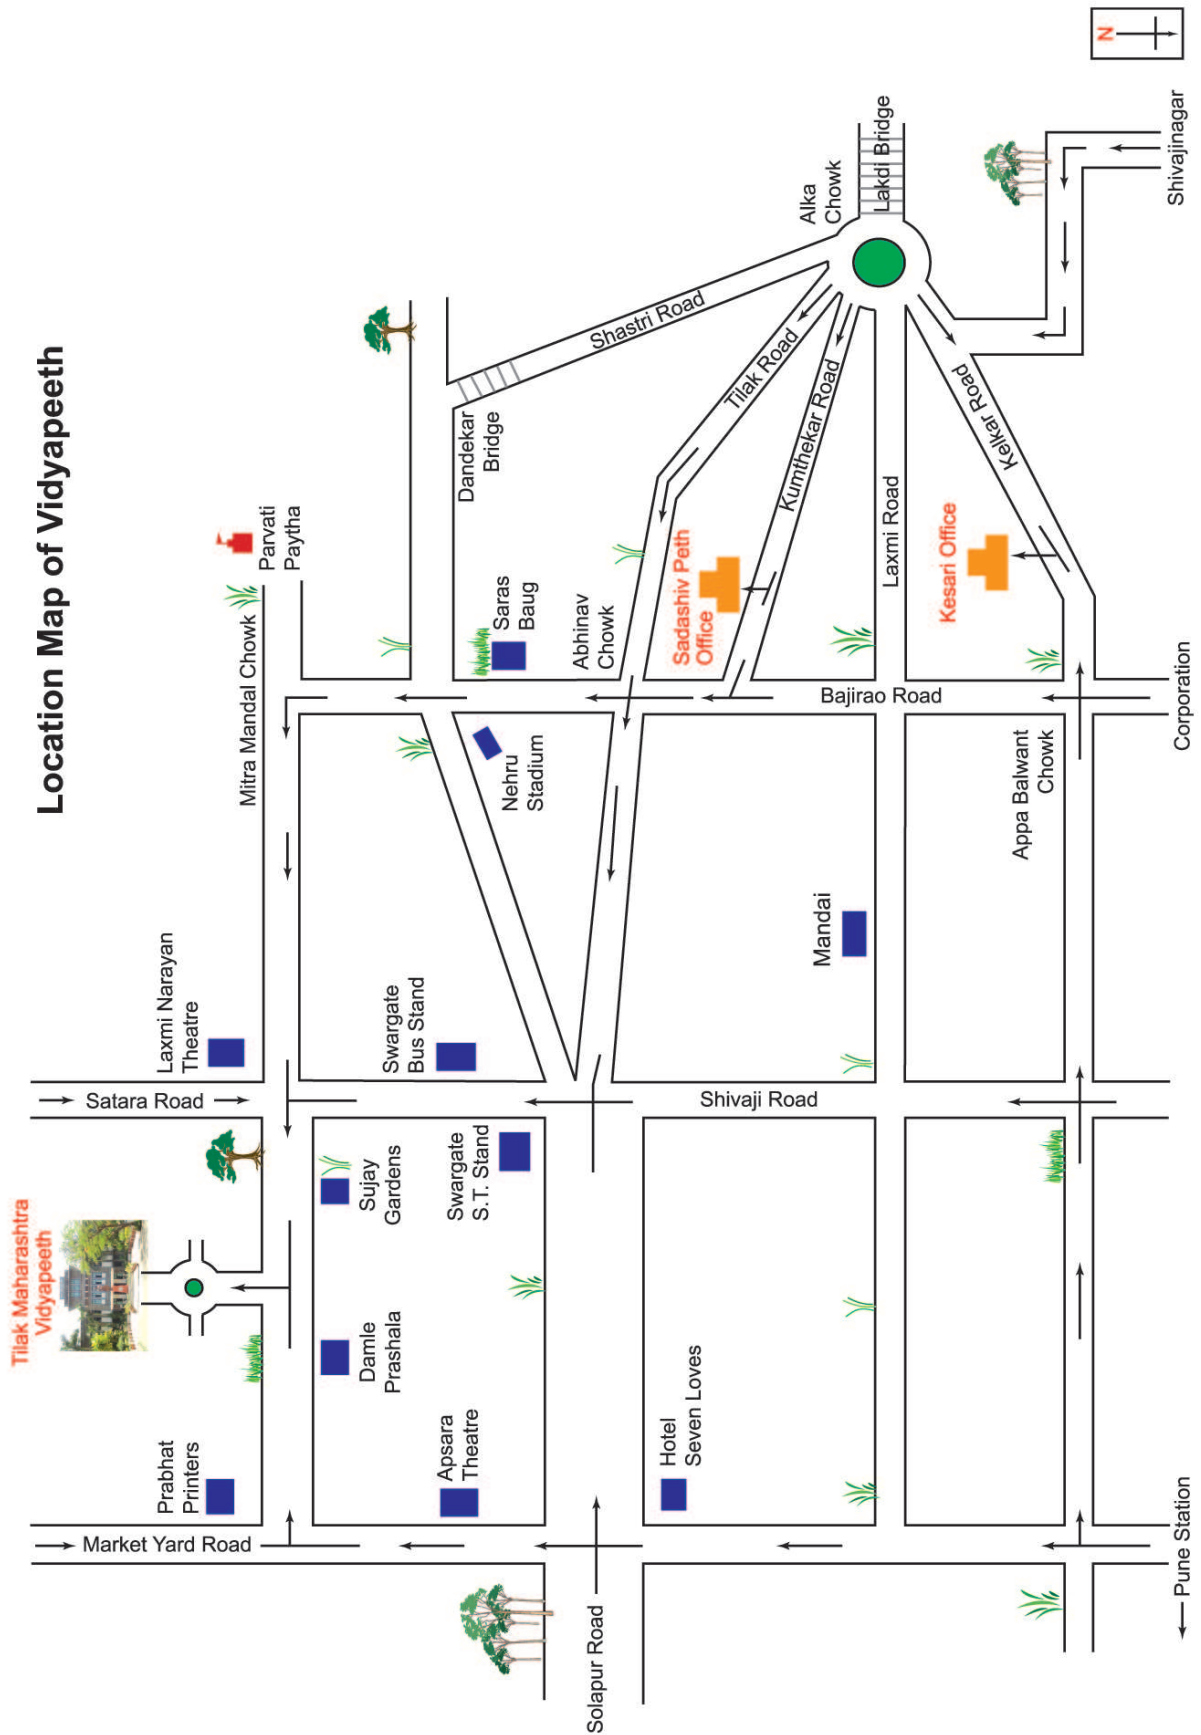 Location Map of Vidyapeeth
N
Tilak Maharashtra
Vidyapeeth
Prabhat
Printers
Market Yard Road
Satara Road
Laxmi Narayan
Theatre
Mitra Mandal Chowk
Parvati
Paytha
Damle
Prashala
Sujay
Gardens
Apsara
Theatre
Swargate
S.T. Stand
Swargate
Bus Stand
Nehru
Stadium
Saras
Baug
Dandekar
Bridge
Shastri Road
Abhinav
Chowk
Sadashiv Peth
Office
Tilak Road
Kumthekar Road
Alka
Chowk
Lakdi Bridge
Solapur Road
Hotel
Seven Loves
Shivaji Road
Mandai
Bajirao Road
Laxmi Road
Kesari Office
Kelkar Road
Appa Balwant
Chowk
Pune Station
Corporation
Shivajinagar